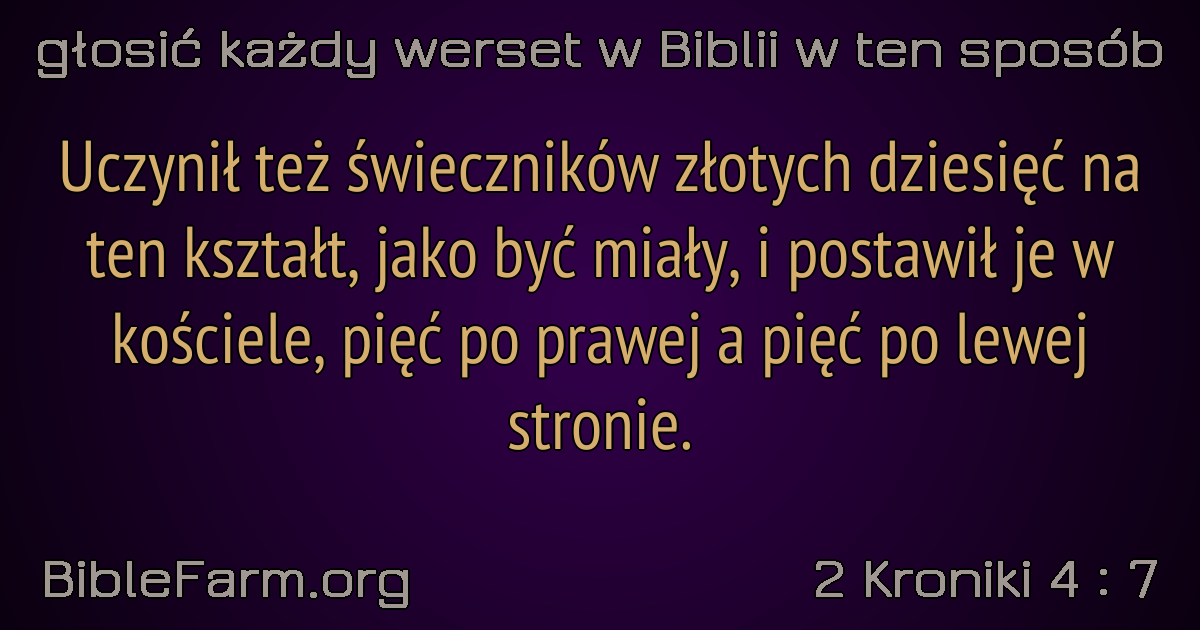 głosić każdy werset w Biblii w ten sposób
Uczynił też świeczników złotych dziesięć na
ten kształt, jako być miały, i postawił je w
kościele, pięć po prawej a pięć po lewej
stronie.
BibleFarm.org
2 Kroniki 4 : 7